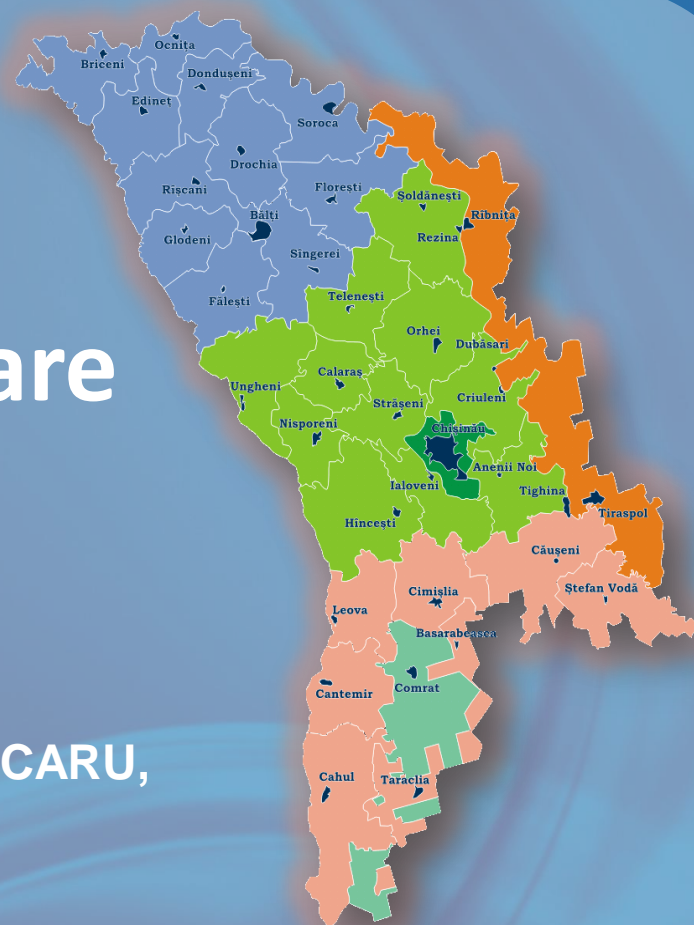 Ocnița
Briceni
Dondușeni
Edineț
Soroca
Drochia
Rîșcani
Florești
Șoldănești
Bălți
Rîbnița
Glodeni
Rezina
Sîngerei
Telenești
Fălești
Orhei
Dubăsari
are
Calaraș
Ungheni
Criuleni
Strășeni
Nisporeni
Chișinău
Anenii Noi
Ialoveni
Tighina
Hîncești
Tiraspol
Căușeni
Ștefan Vodă
Cimișlia
Leova
Basarabeasca
Cantemir
Comrat
CARU,
Cahul
Taraclia